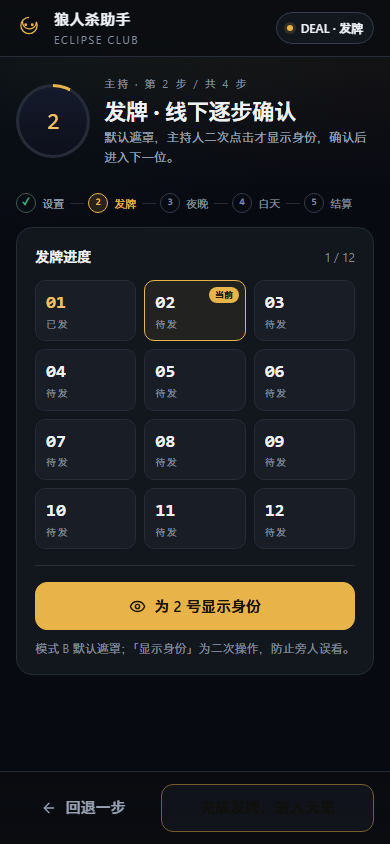 狼人杀助手
ECLIPSE CLUB
DEAL · 发牌
主持 · 第 2 步 / 共 4 步
2
发牌 · 线下逐步确认
默认遮罩，主持人二次点击才显示身份，确认后
进入下一位。
✓ 设置 2 发牌 3 夜晚 4 白天 5 结算
发牌进度
1 / 12
01
已发
02
当前
待发
03
待发
04
待发
05
待发
06
待发
07
待发
08
待发
09
待发
10
待发
11
待发
12
待发
为 2 号显示身份
模式 B 默认遮罩；「显示身份」为二次操作，防止旁人误看。
← 回退一步